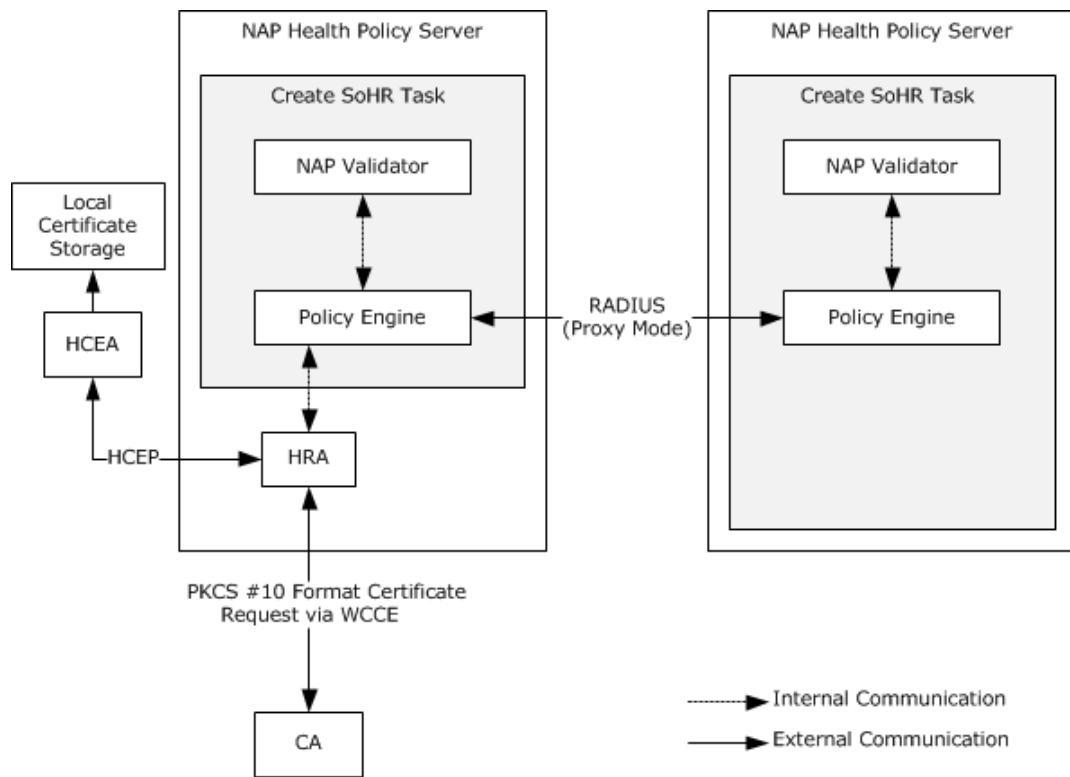 NAP Health Policy Server
Create SoHR Task
NAP Validator
Policy Engine
HRA
Local
Certificate
Storage
HCEA
HCEP
PKCS #10 Format Certificate
Request via WCCE
CA
RADIUS
(Proxy Mode)
NAP Health Policy Server
Create SoHR Task
NAP Validator
Policy Engine
Internal Communication
External Communication